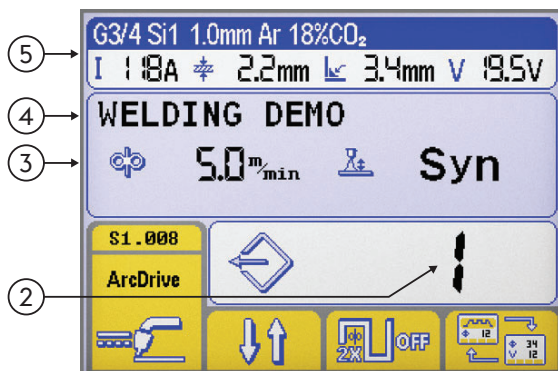 G3/4 Si1 1.0mm Ar 18%CO₂
5
I 118A 2.2mm 3.4mm V 19.5V
4
WELDING DEMO
3
5.0 m/min Syn
S1.008
ArcDrive
2
1
2X OFF
12
34
V 12